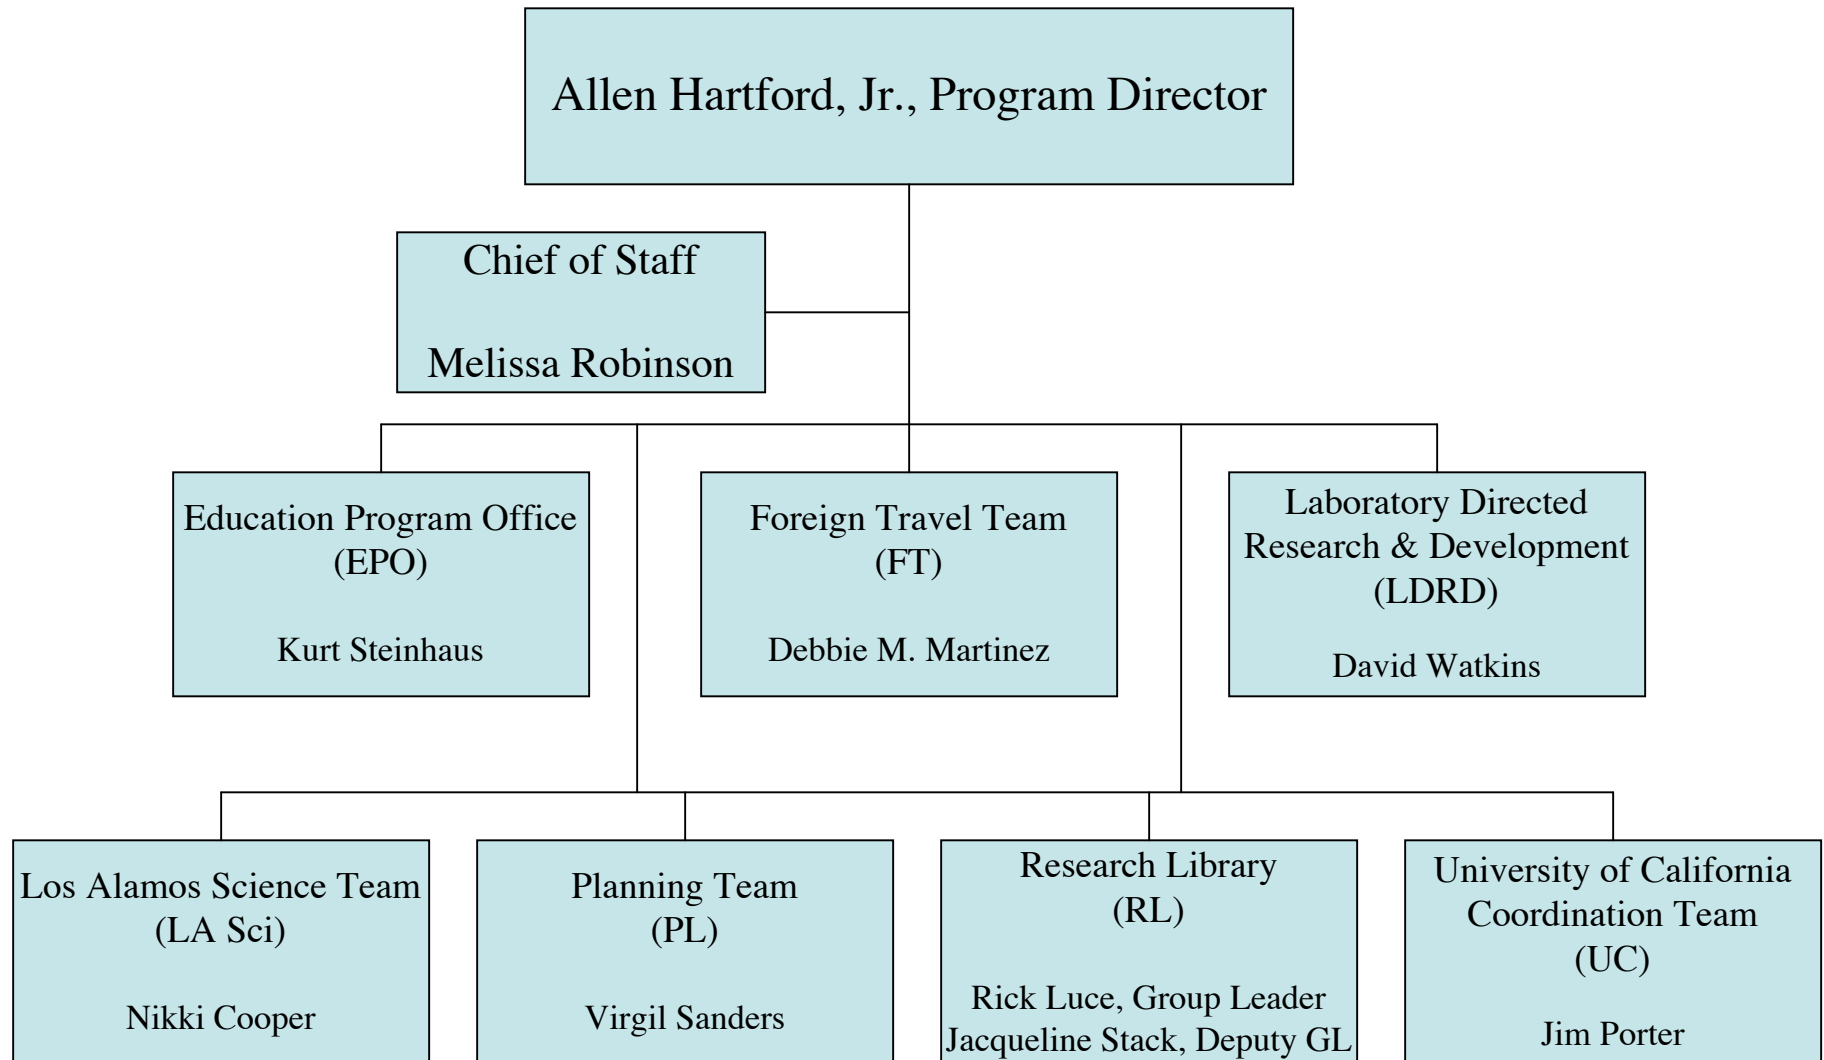 Allen Hartford, Jr., Program Director
Chief of Staff
Melissa Robinson
Education Program Office
(EPO)
Kurt Steinhaus
Foreign Travel Team
(FT)
Debbie M. Martinez
Laboratory Directed
Research & Development
(LDRD)
David Watkins
Los Alamos Science Team
(LA Sci)
Nikki Cooper
Planning Team
(PL)
Virgil Sanders
Research Library
(RL)
Rick Luce, Group Leader
Jacqueline Stack, Deputy GL
University of California
Coordination Team
(UC)
Jim Porter